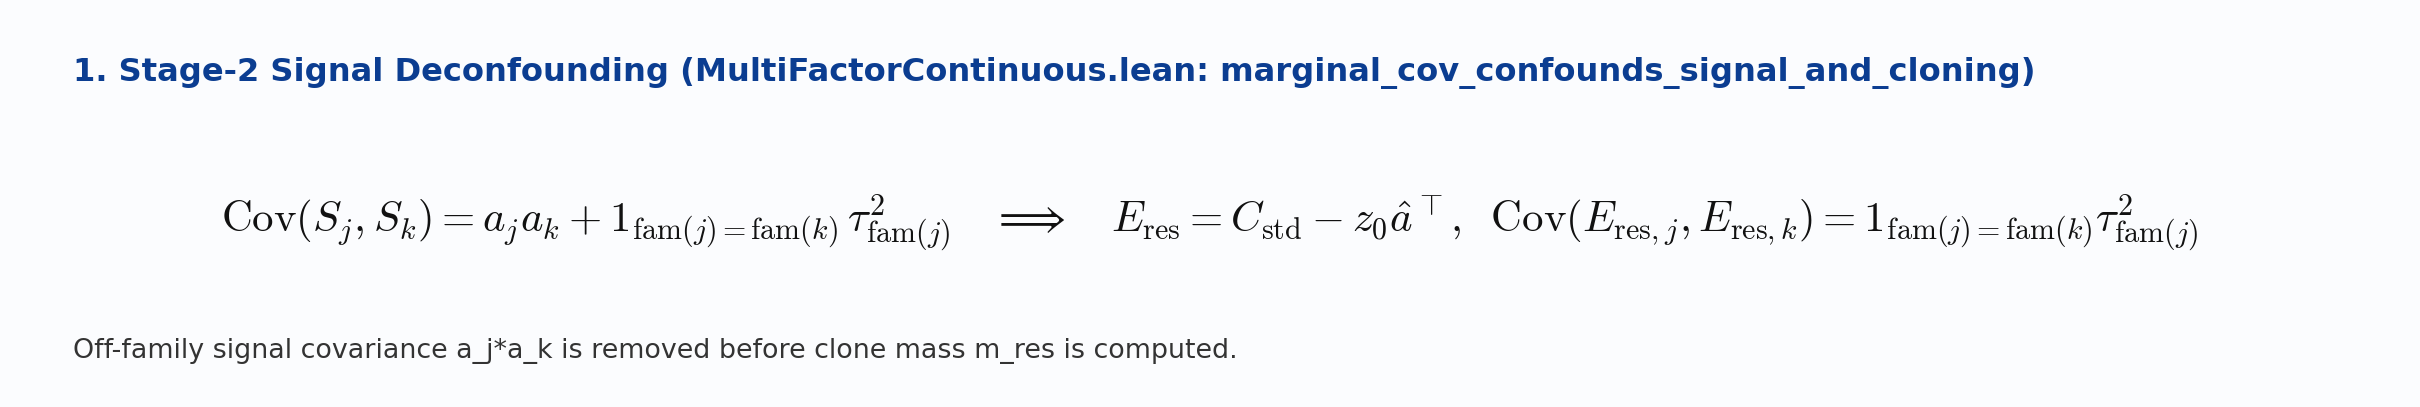 1. Stage-2 Signal Deconfounding (MultiFactorContinuous.lean: marginal_cov_confounds_signal_and_cloning)
Cov(S_j, S_k) = a_j a_k + 1_{fam(j)=fam(k)} τ²_{fam(j)} ⟹ E_res = C_std − z_0 â^⊤, Cov(E_{res,j}, E_{res,k}) = 1_{fam(j)=fam(k)} τ²_{fam(j)}
Off-family signal covariance a_j*a_k is removed before clone mass m_res is computed.